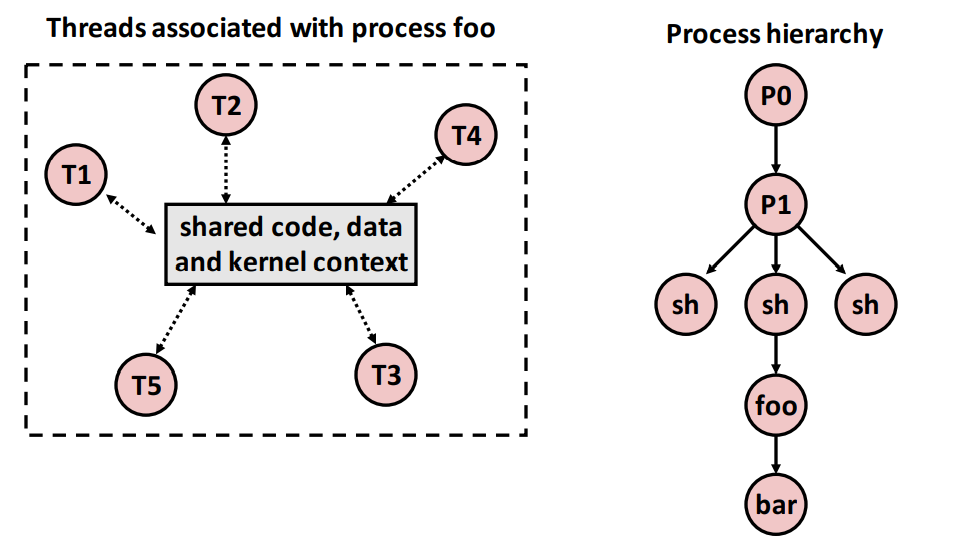 Threads associated with process foo
T1
T2
T4
shared code, data
and kernel context
T5
T3
Process hierarchy
P0
P1
sh
sh
sh
foo
bar